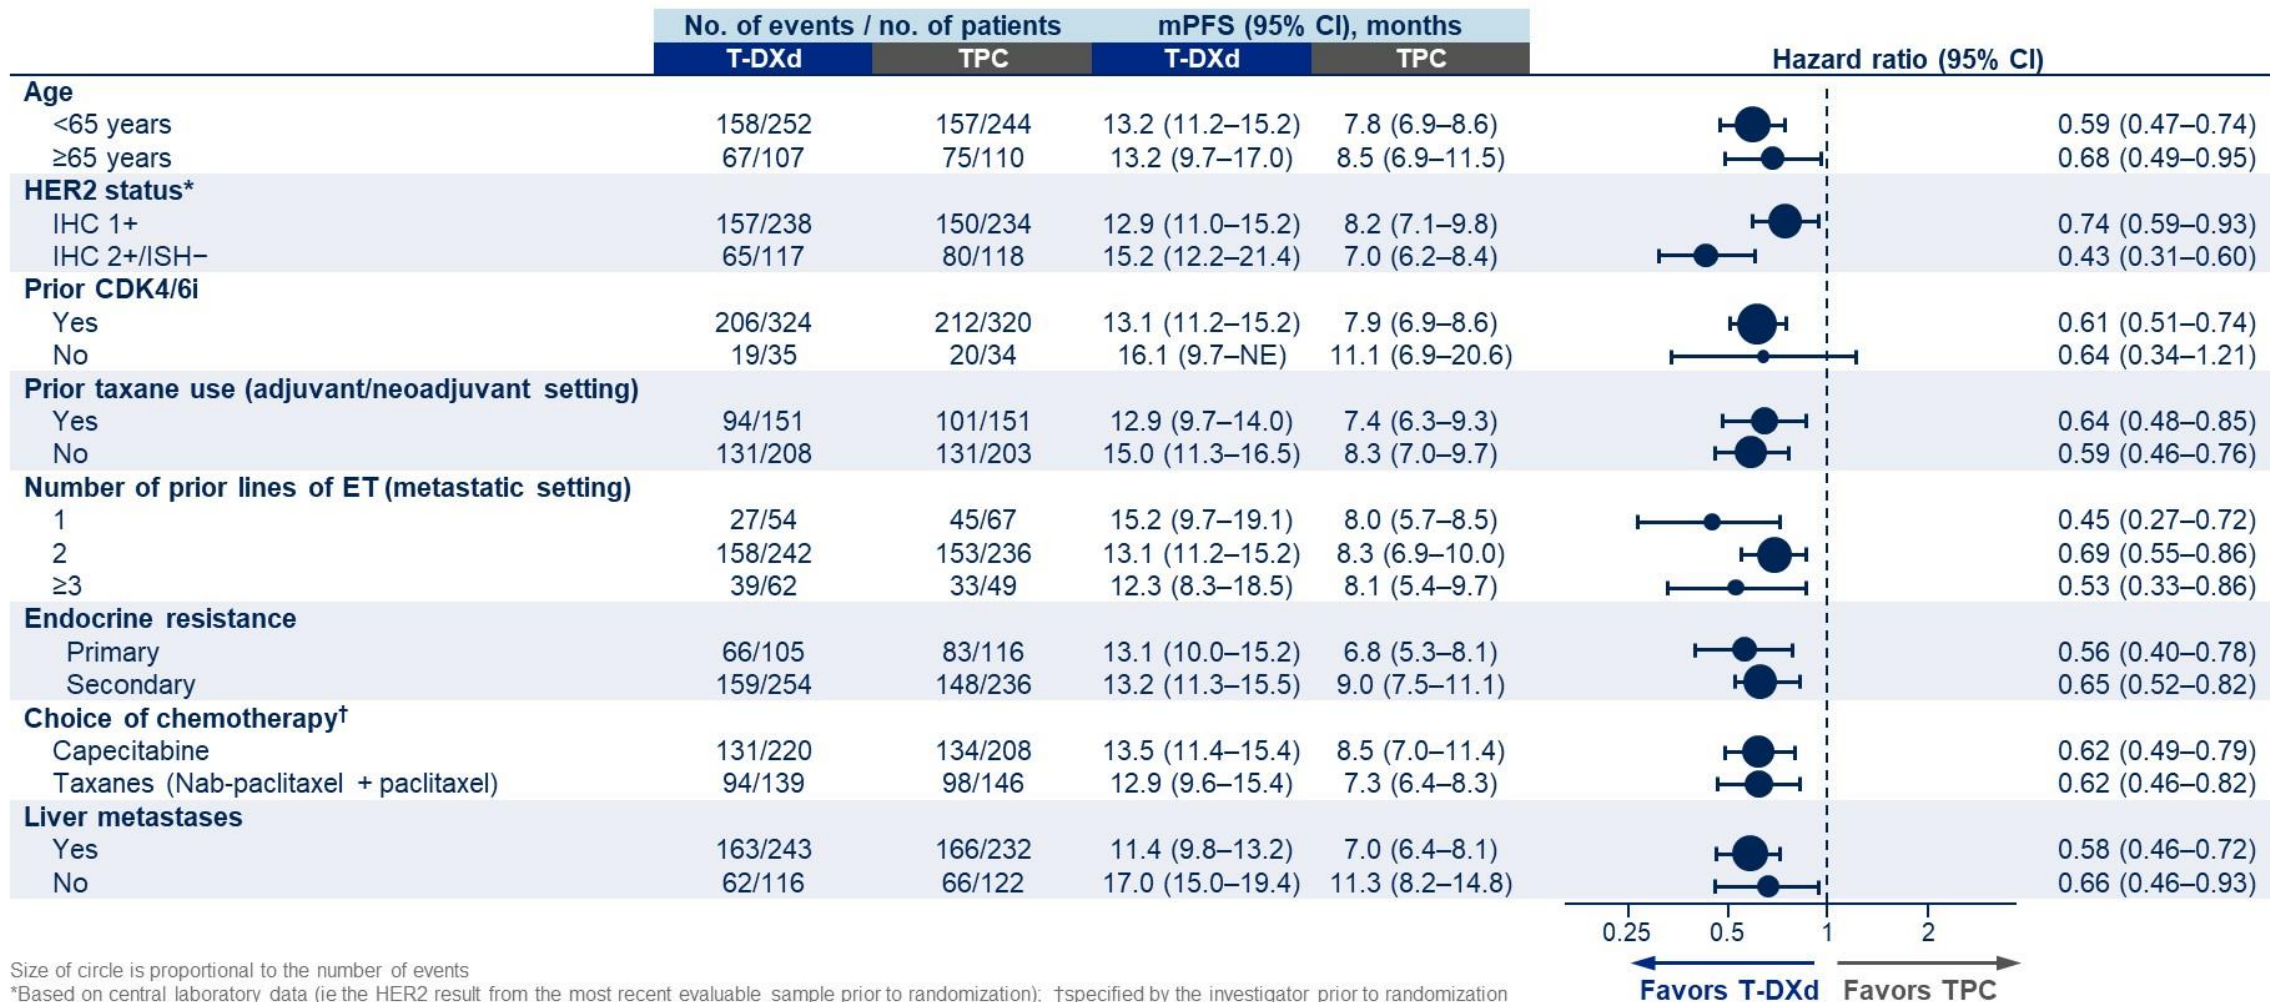 No. of events / no. of patients mPFS (95% CI), months
T-DXd TPC T-DXd TPC Hazard ratio (95% CI)
Age
<65 years 158/252 157/244 13.2 (11.2–15.2) 7.8 (6.9–8.6) 0.59 (0.47–0.74)
≥65 years 67/107 75/110 13.2 (9.7–17.0) 8.5 (6.9–11.5) 0.68 (0.49–0.95)
HER2 status*
IHC 1+ 157/238 150/234 12.9 (11.0–15.2) 8.2 (7.1–9.8) 0.74 (0.59–0.93)
IHC 2+/ISH− 65/117 80/118 15.2 (12.2–21.4) 7.0 (6.2–8.4) 0.43 (0.31–0.60)
Prior CDK4/6i
Yes 206/324 212/320 13.1 (11.2–15.2) 7.9 (6.9–8.6) 0.61 (0.51–0.74)
No 19/35 20/34 16.1 (9.7–NE) 11.1 (6.9–20.6) 0.64 (0.34–1.21)
Prior taxane use (adjuvant/neoadjuvant setting)
Yes 94/151 101/151 12.9 (9.7–14.0) 7.4 (6.3–9.3) 0.64 (0.48–0.85)
No 131/208 131/203 15.0 (11.3–16.5) 8.3 (7.0–9.7) 0.59 (0.46–0.76)
Number of prior lines of ET (metastatic setting)
1 27/54 45/67 15.2 (9.7–19.1) 8.0 (5.7–8.5) 0.45 (0.27–0.72)
2 158/242 153/236 13.1 (11.2–15.2) 8.3 (6.9–10.0) 0.69 (0.55–0.86)
≥3 39/62 33/49 12.3 (8.3–18.5) 8.1 (5.4–9.7) 0.53 (0.33–0.86)
Endocrine resistance
Primary 66/105 83/116 13.1 (10.0–15.2) 6.8 (5.3–8.1) 0.56 (0.40–0.78)
Secondary 159/254 148/236 13.2 (11.3–15.5) 9.0 (7.5–11.1) 0.65 (0.52–0.82)
Choice of chemotherapy†
Capecitabine 131/220 134/208 13.5 (11.4–15.4) 8.5 (7.0–11.4) 0.62 (0.49–0.79)
Taxanes (Nab-paclitaxel + paclitaxel) 94/139 98/146 12.9 (9.6–15.4) 7.3 (6.4–8.3) 0.62 (0.46–0.82)
Liver metastases
Yes 163/243 166/232 11.4 (9.8–13.2) 7.0 (6.4–8.1) 0.58 (0.46–0.72)
No 62/116 66/122 17.0 (15.0–19.4) 11.3 (8.2–14.8) 0.66 (0.46–0.93)
0.25 0.5 1 2
Favors T-DXd Favors TPC
Size of circle is proportional to the number of events
*Based on central laboratory data (ie the HER2 result from the most recent evaluable sample prior to randomization); †specified by the investigator prior to randomization